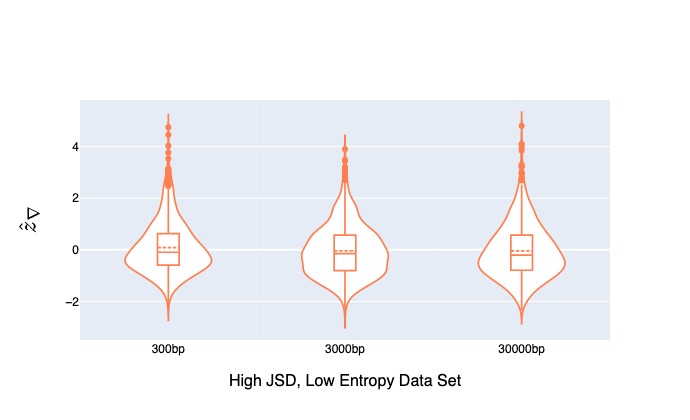 4
2
0
−2
ẑ∇
300bp
3000bp
30000bp
High JSD, Low Entropy Data Set